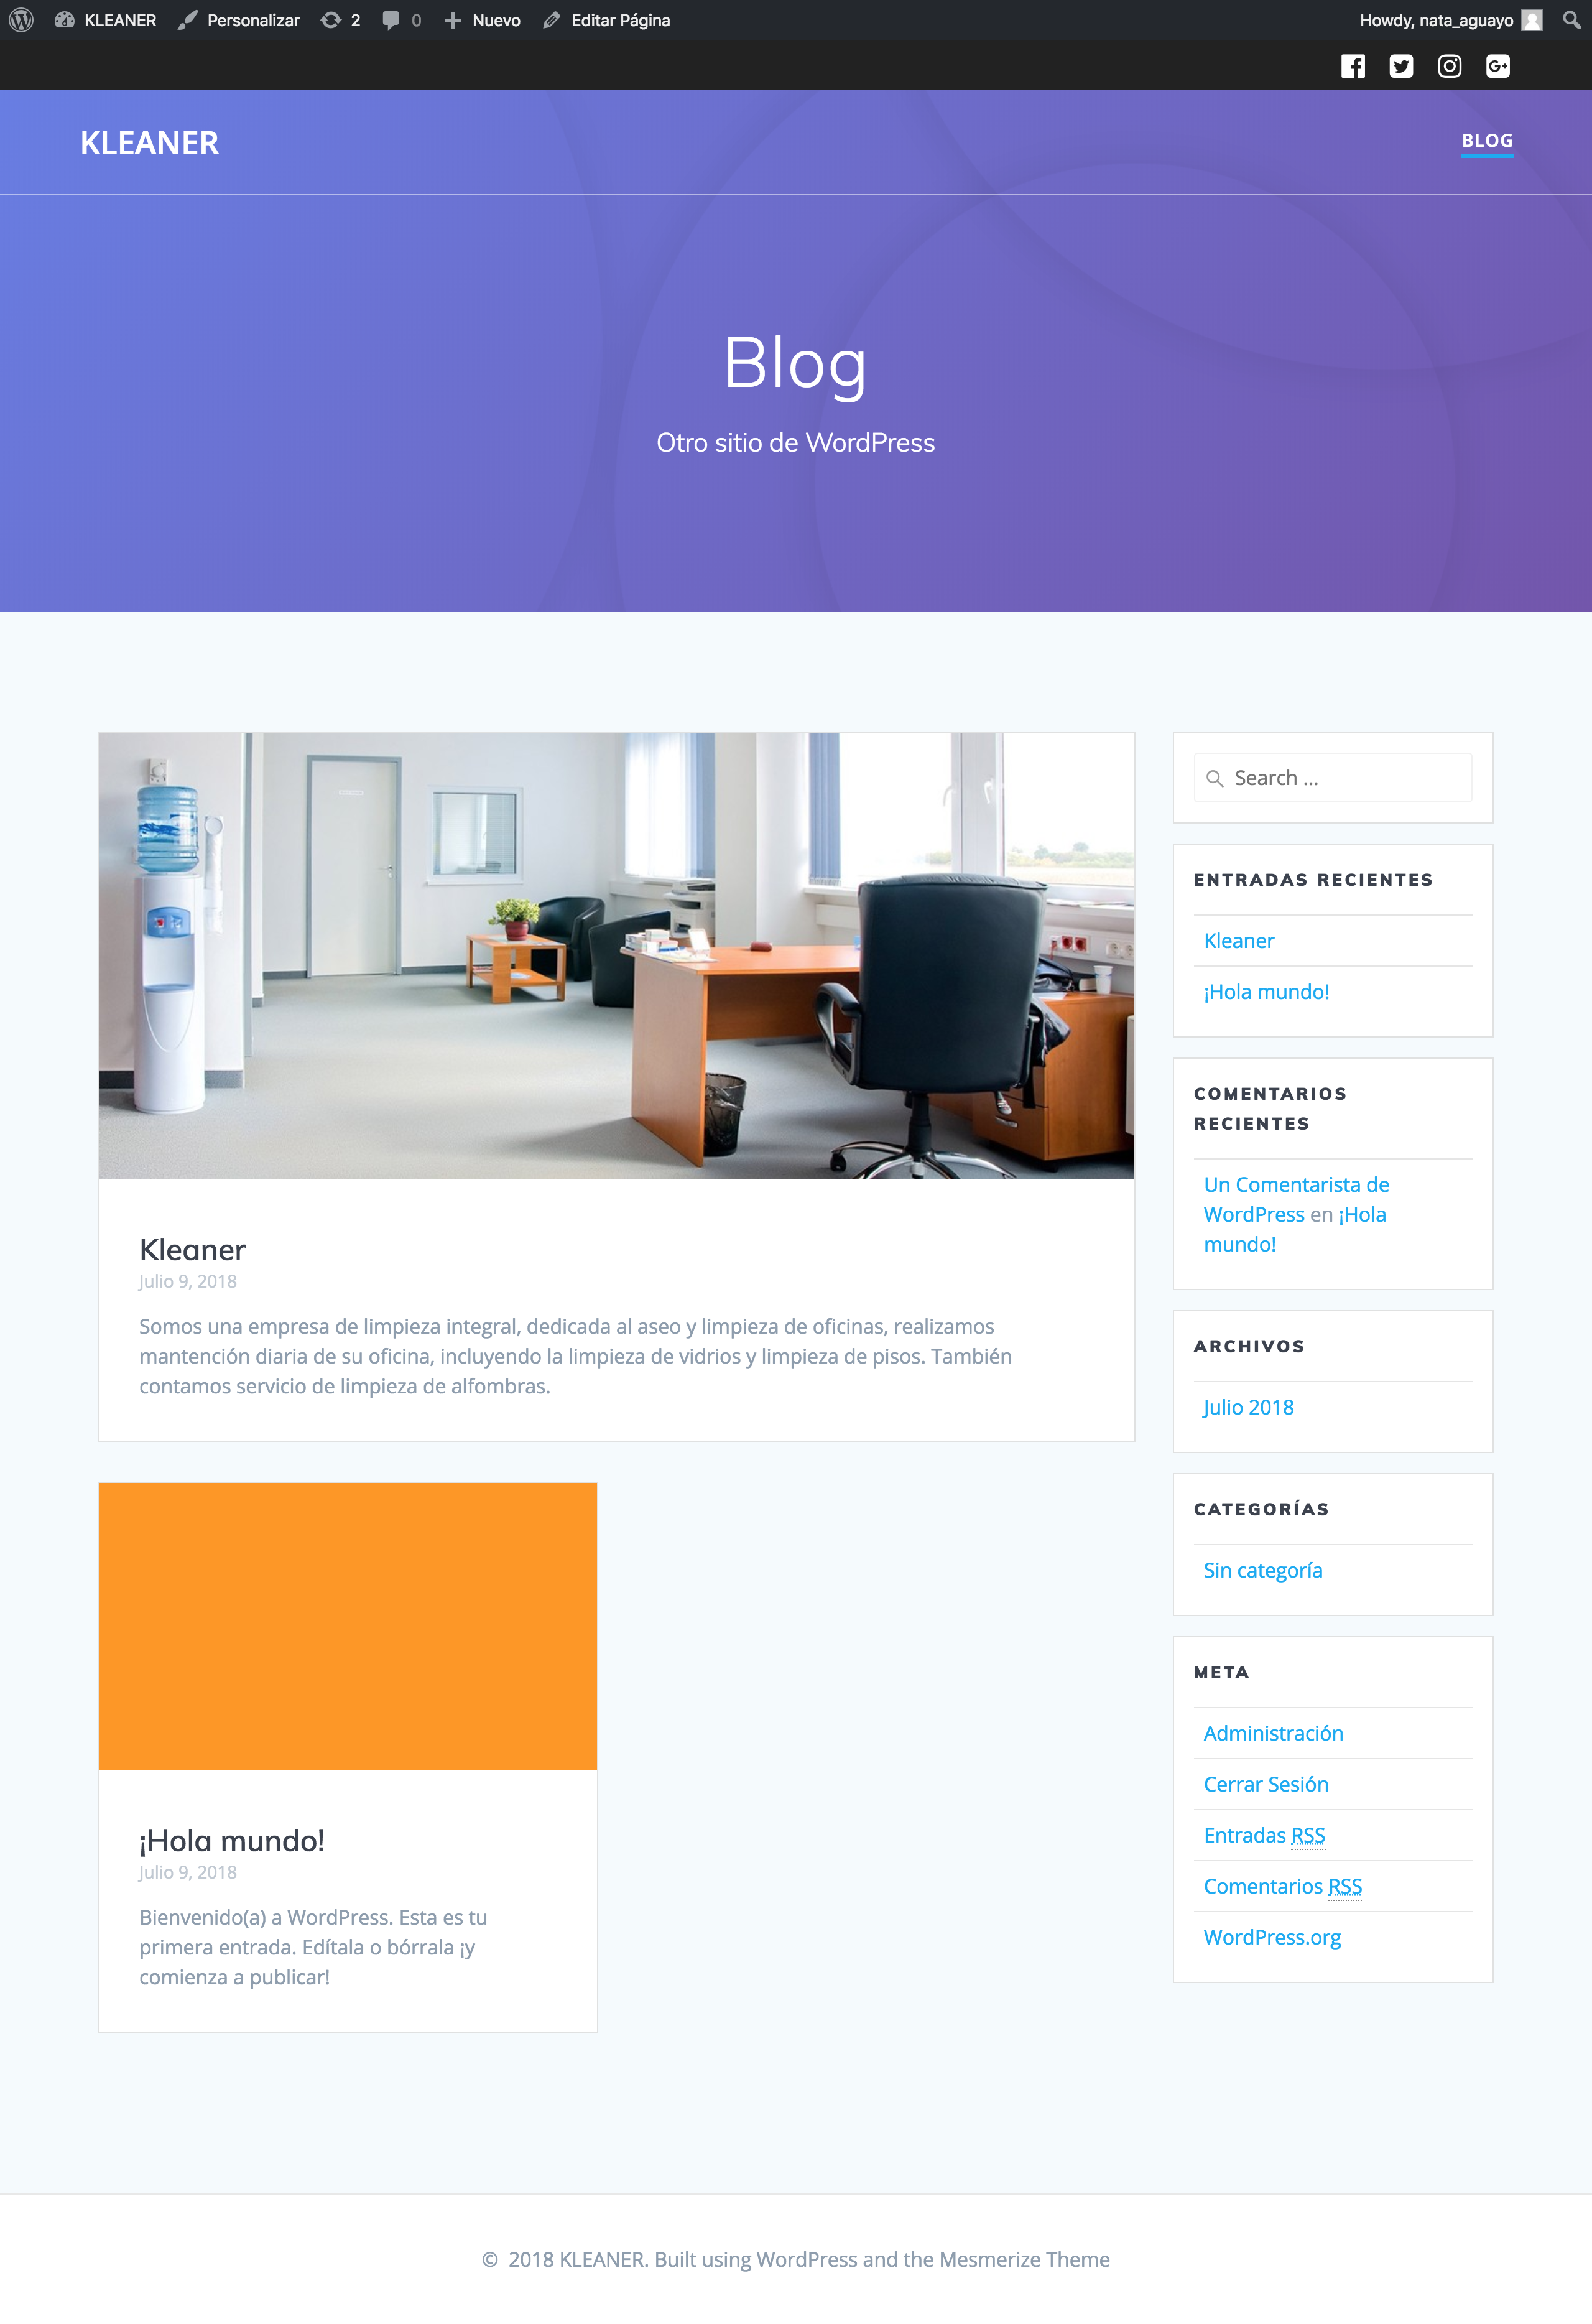 KLEANER Personalizar 2 0 Nuevo Editar Página Howdy, nata_aguayo
KLEANER
BLOG
Blog
Otro sitio de WordPress
Kleaner
Julio 9, 2018
Somos una empresa de limpieza integral, dedicada al aseo y limpieza de oficinas, realizamos
mantención diaria de su oficina, incluyendo la limpieza de vidrios y limpieza de pisos. También
contamos servicio de limpieza de alfombras.
¡Hola mundo!
Julio 9, 2018
Bienvenido(a) a WordPress. Esta es tu
primera entrada. Edítala o bórrala ¡y
comienza a publicar!
Search ...
ENTRADAS RECIENTES
Kleaner
¡Hola mundo!
COMENTARIOS
RECIENTES
Un Comentarista de
WordPress en ¡Hola
mundo!
ARCHIVOS
Julio 2018
CATEGORÍAS
Sin categoría
META
Administración
Cerrar Sesión
Entradas RSS
Comentarios RSS
WordPress.org
© 2018 KLEANER. Built using WordPress and the Mesmerize Theme